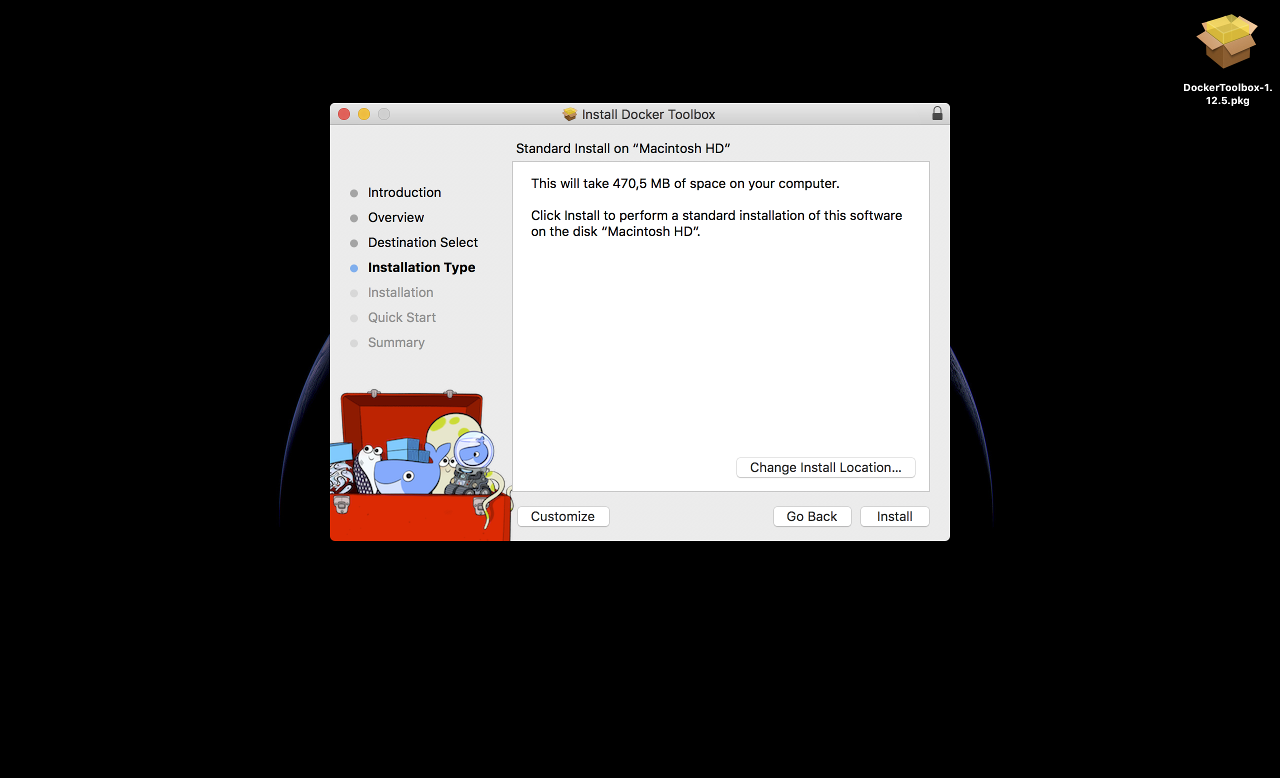 DockerToolbox-1.
12.5.pkg
Install Docker Toolbox
Standard Install on “Macintosh HD”
Introduction
Overview
Destination Select
Installation Type
Installation
Quick Start
Summary
This will take 470,5 MB of space on your computer.
Click Install to perform a standard installation of this software
on the disk “Macintosh HD”.
Change Install Location...
Customize
Go Back
Install